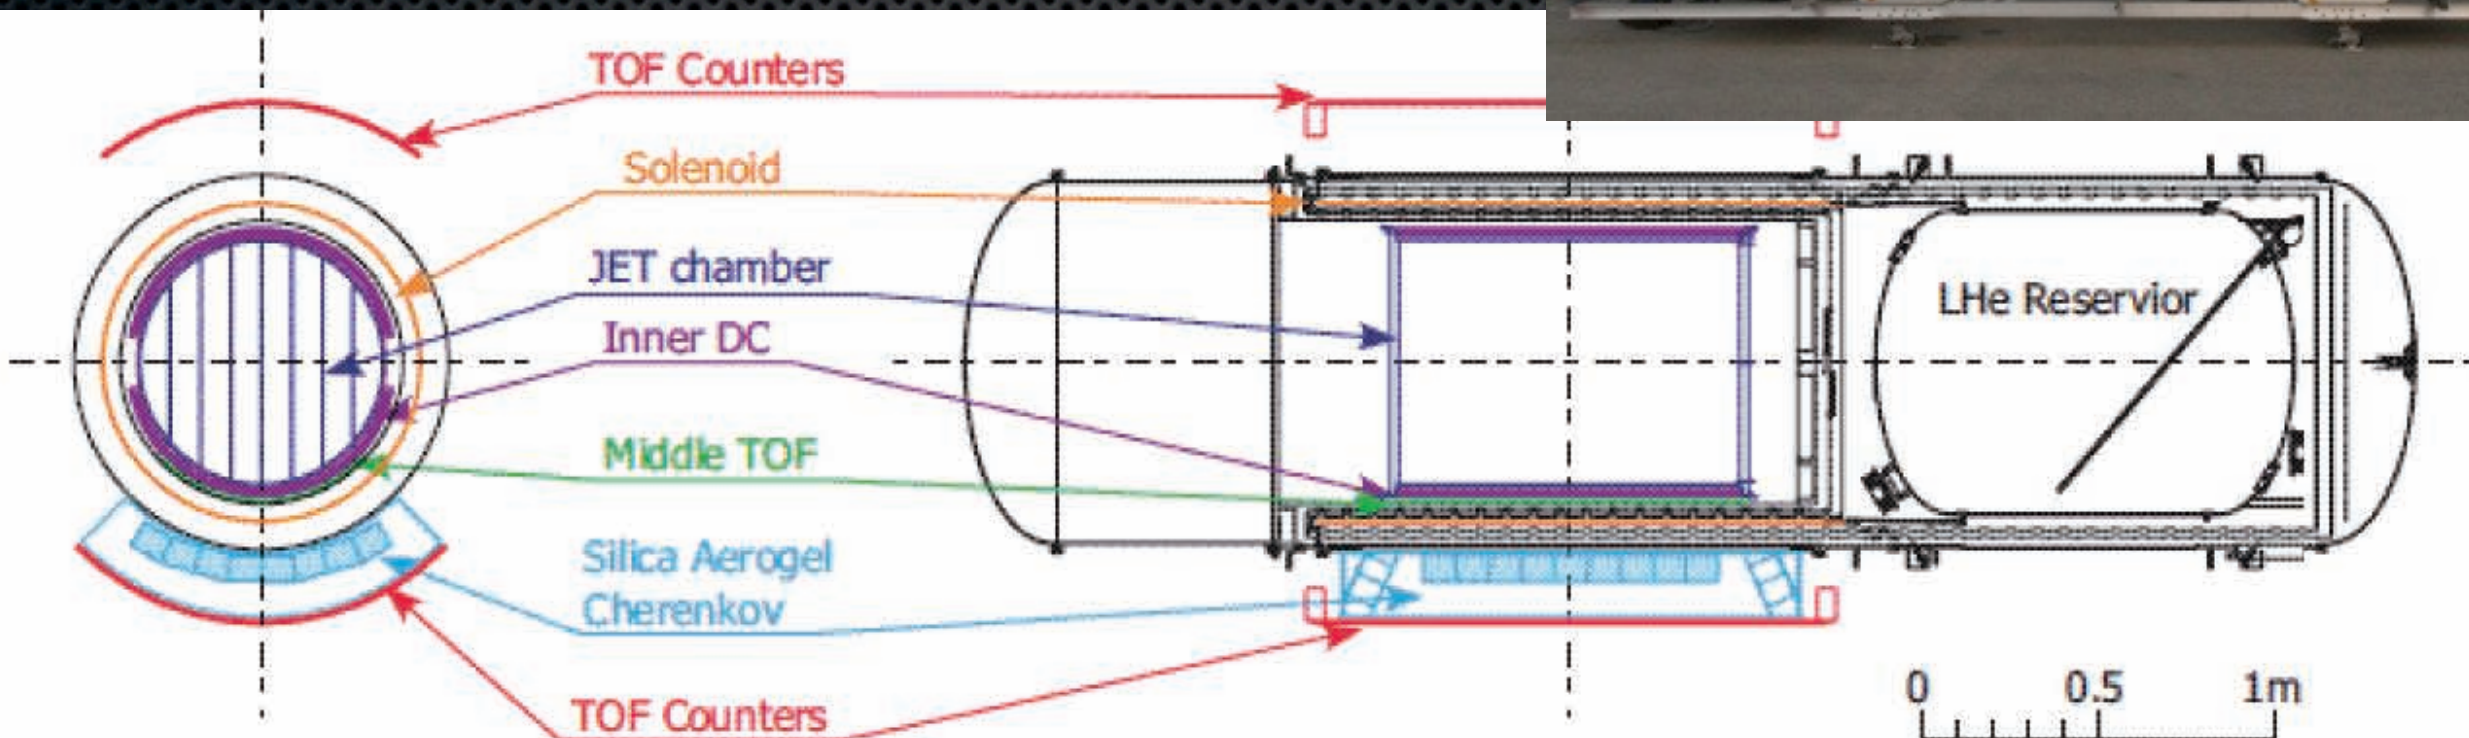 TOF Counters
Solenoid
JET chamber
Inner DC
Middle TOF
Silica Aerogel
Cherenkov
TOF Counters
LHe Reservior
0 0.5 1m